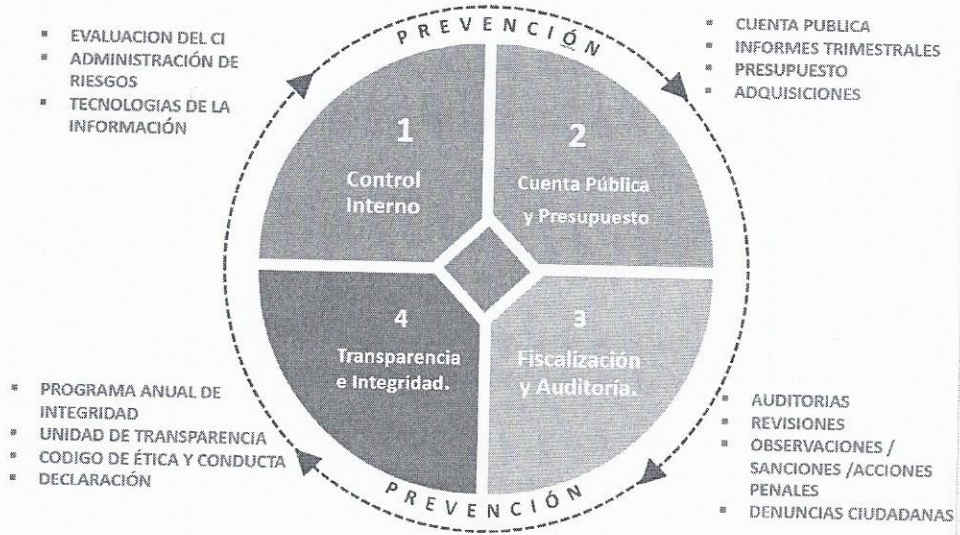 PREVENCIÓN
▪ EVALUACION DEL CI
▪ ADMINISTRACIÓN DE
RIESGOS
▪ TECNOLOGIAS DE LA
INFORMACIÓN
▪ CUENTA PUBLICA
▪ INFORMES TRIMESTRALES
▪ PRESUPUESTO
▪ ADQUISICIONES
1
Control
Interno
2
Cuenta Pública
y Presupuesto
4
Transparencia
e Integridad.
3
Fiscalización
y Auditoría.
▪ PROGRAMA ANUAL DE
INTEGRIDAD
▪ UNIDAD DE TRANSPARENCIA
▪ CODIGO DE ÉTICA Y CONDUCTA
▪ DECLARACIÓN
▪ AUDITORIAS
▪ REVISIONES
▪ OBSERVACIONES /
SANCIONES /ACCIONES
PENALES
▪ DENUNCIAS CIUDADANAS
PREVENCIÓN